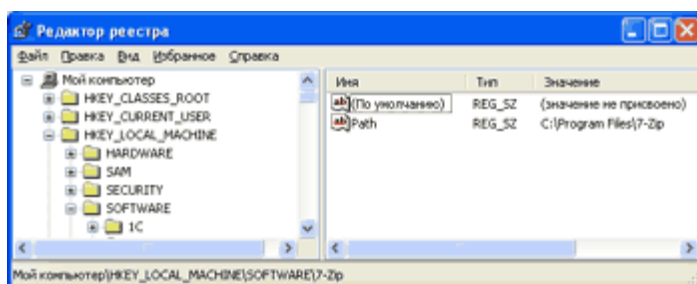 Редактор реестра
Файл Правка Вид Избранное Справка
Мой компьютер
HKEY_CLASSES_ROOT
HKEY_CURRENT_USER
HKEY_LOCAL_MACHINE
HARDWARE
SAM
SECURITY
SOFTWARE
1C
Имя Тип Значение
ab (По умолчанию) REG_SZ (значение не присвоено)
ab Path REG_SZ C:\Program Files\7-Zip
Мой компьютер\HKEY_LOCAL_MACHINE\SOFTWARE\7-Zip